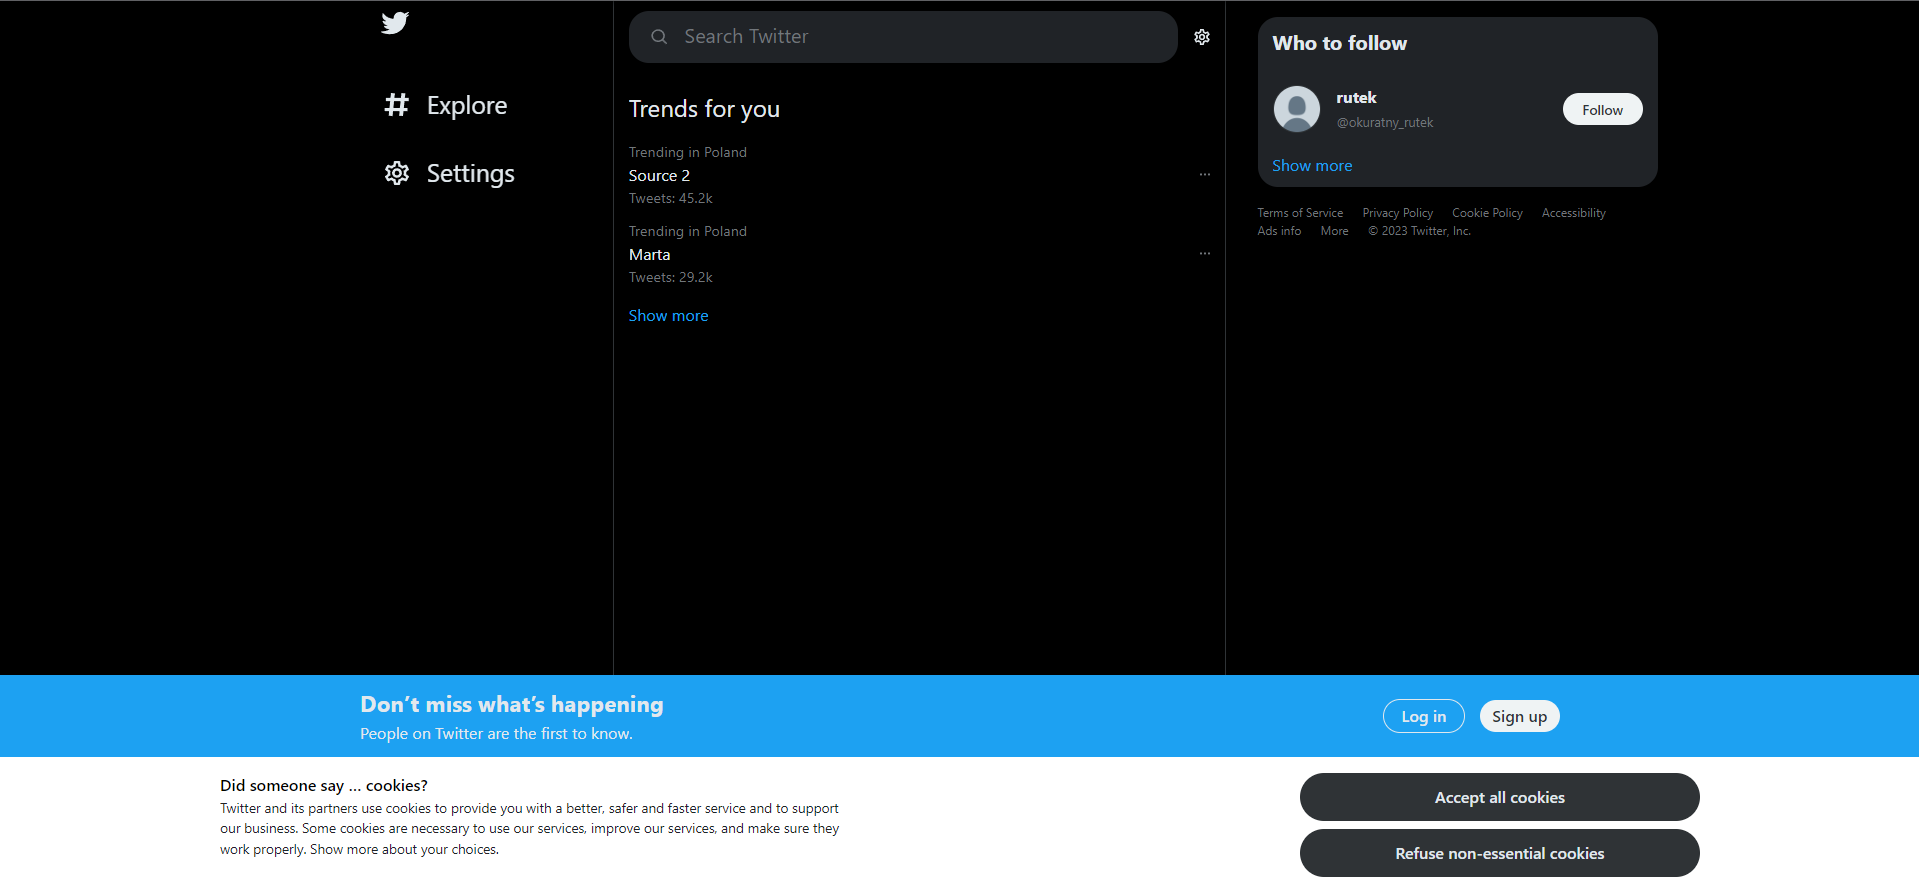 Explore
Settings
Search Twitter
Trends for you
Trending in Poland
Source 2
Tweets: 45.2k
Trending in Poland
Marta
Tweets: 29.2k
Show more
Who to follow
rutek
@okuratny_rutek
Follow
Show more
Terms of Service Privacy Policy Cookie Policy Accessibility
Ads info More © 2023 Twitter, Inc.
Don’t miss what’s happening
People on Twitter are the first to know.
Log in
Sign up
Did someone say … cookies?
Twitter and its partners use cookies to provide you with a better, safer and faster service and to support
our business. Some cookies are necessary to use our services, improve our services, and make sure they
work properly. Show more about your choices.
Accept all cookies
Refuse non-essential cookies